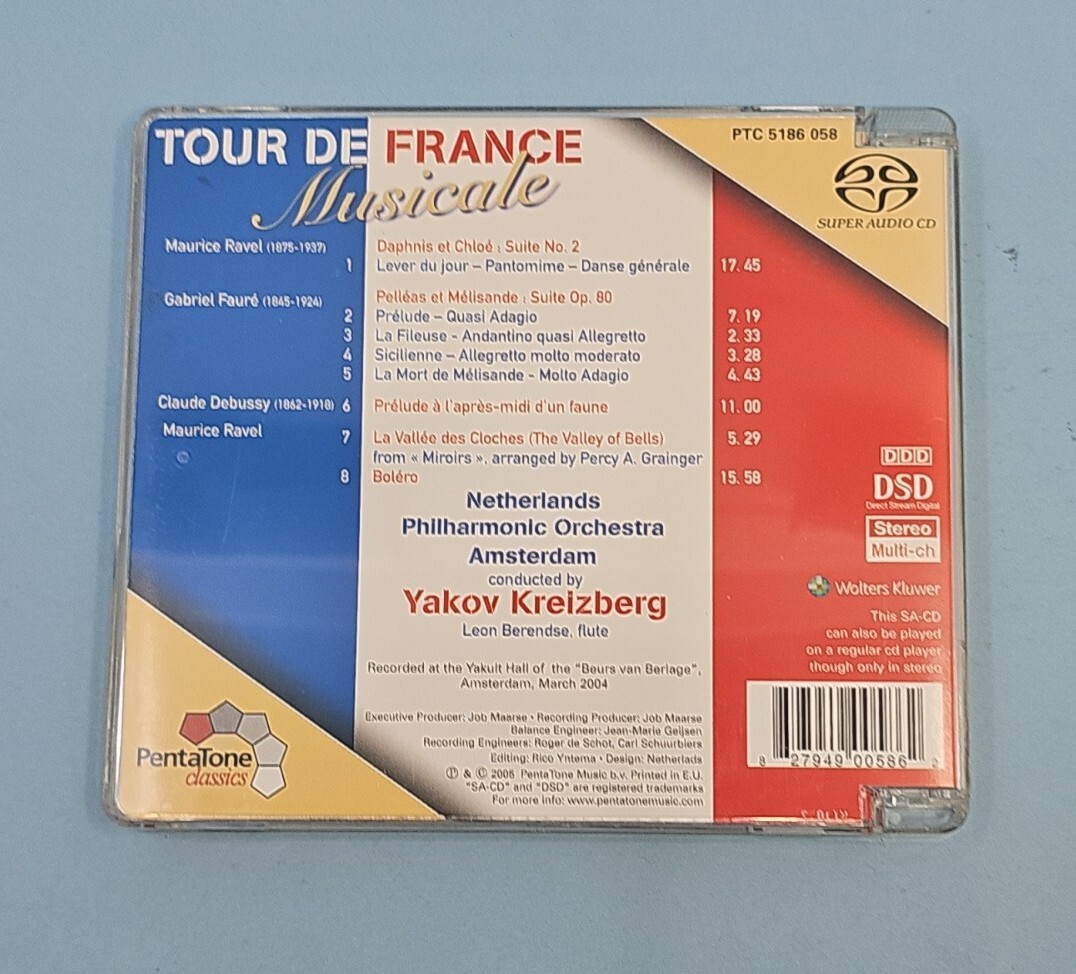 TOUR DE FRANCE
Musicale
PTC 5186 058
SUPER AUDIO CD
Maurice Ravel (1875-1937) Daphnis et Chloé : Suite No. 2
1 Lever du jour – Pantomime – Danse générale 17.45
Gabriel Fauré (1845-1924) Pelléas et Mélisande : Suite Op. 80
2 Prélude – Quasi Adagio 7.19
3 La Fileuse - Andantino quasi Allegretto 2.33
4 Sicilienne – Allegretto molto moderato 3.28
5 La Mort de Mélisande - Molto Adagio 4.43
Claude Debussy (1862-1918) 6 Prélude à l'après-midi d'un faune 11.00
Maurice Ravel 7 La Vallée des Cloches (The Valley of Bells) 5.29
from « Miroirs », arranged by Percy A. Grainger
8 Boléro 15.58
Netherlands
Philharmonic Orchestra
Amsterdam
conducted by
Yakov Kreizberg
Leon Berendse, flute
Recorded at the Yakult Hall of the "Beurs van Berlage",
Amsterdam, March 2004
Executive Producer: Job Maarse • Recording Producer: Job Maarse
Balance Engineer: Jean-Marie Geijsen
Recording Engineers: Roger de Schot, Carl Schuurbiers
Editing: Rico Yntema • Design: Netherlads
℗ & © 2005 PentaTone Music b.v. Printed in E.U.
"SA-CD" and "DSD" are registered trademarks
For more info: www.pentatonemusic.com
DDD
DSD
Direct Stream Digital
Stereo
Multi-ch
Wolters Kluwer
This SA-CD
can also be played
on a regular cd player
though only in stereo
8 27949 00586 2
PentaTone
classics